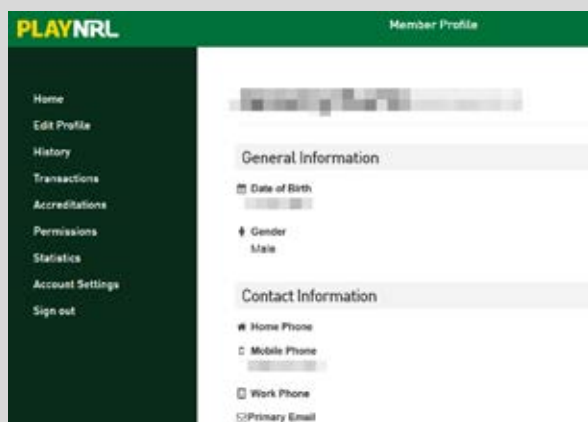 PLAYNRL
Member Profile
Home
Edit Profile
History
Transactions
Accreditations
Permissions
Statistics
Account Settings
Sign out
General Information
Date of Birth
Gender
Male
Contact Information
Home Phone
Mobile Phone
Work Phone
Primary Email